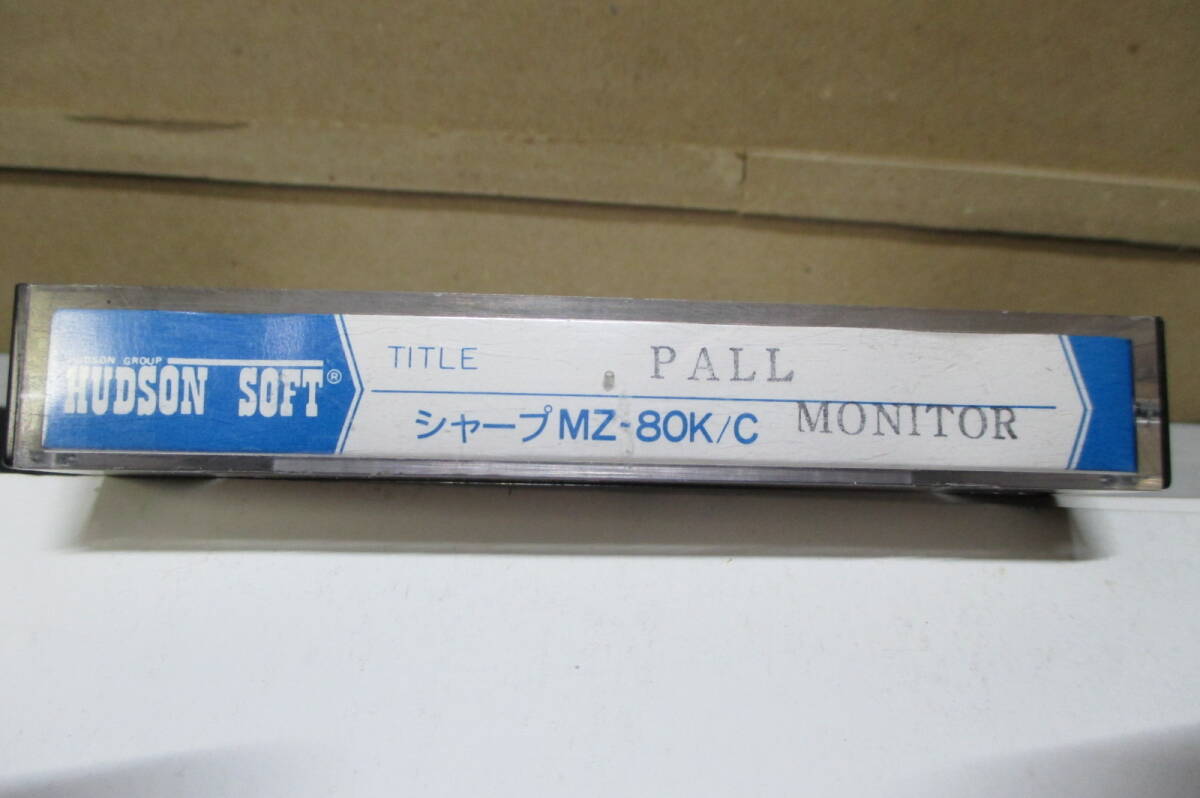 HUDSON GROUP
HUDSON SOFT®
TITLE PALL
シャープMZ-80K/C MONITOR